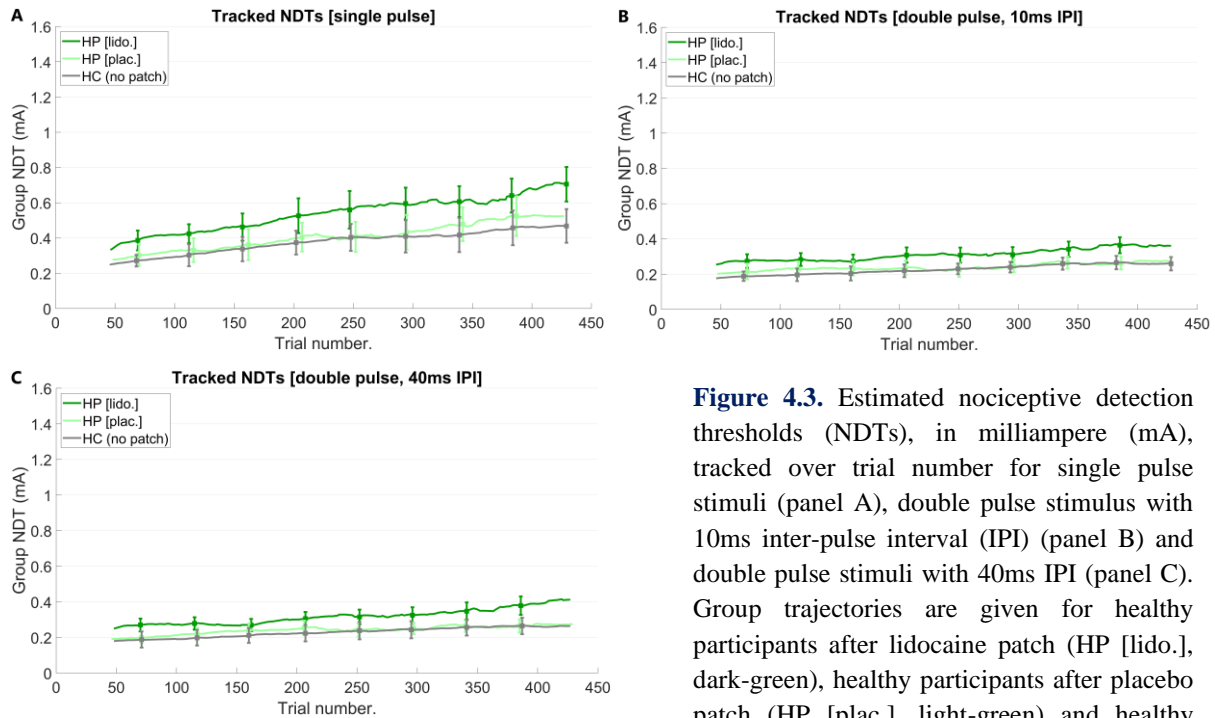 A
Tracked NDTs [single pulse]
HP [lido.]
HP [plac.]
HC (no patch)
Group NDT (mA)
1.6
1.4
1.2
1
0.8
0.6
0.4
0.2
0
0 50 100 150 200 250 300 350 400 450
Trial number.
B
Tracked NDTs [double pulse, 10ms IPI]
HP [lido.]
HP [plac.]
HC (no patch)
Group NDT (mA)
1.6
1.4
1.2
1
0.8
0.6
0.4
0.2
0
0 50 100 150 200 250 300 350 400 450
Trial number.
C
Tracked NDTs [double pulse, 40ms IPI]
HP [lido.]
HP [plac.]
HC (no patch)
Group NDT (mA)
1.6
1.4
1.2
1
0.8
0.6
0.4
0.2
0
0 50 100 150 200 250 300 350 400 450
Trial number.
Figure 4.3. Estimated nociceptive detection
thresholds (NDTs), in milliampere (mA),
tracked over trial number for single pulse
stimuli (panel A), double pulse stimulus with
10ms inter-pulse interval (IPI) (panel B) and
double pulse stimuli with 40ms IPI (panel C).
Group trajectories are given for healthy
participants after lidocaine patch (HP [lido.],
dark-green), healthy participants after placebo
patch (HP [plac.], light-green) and healthy